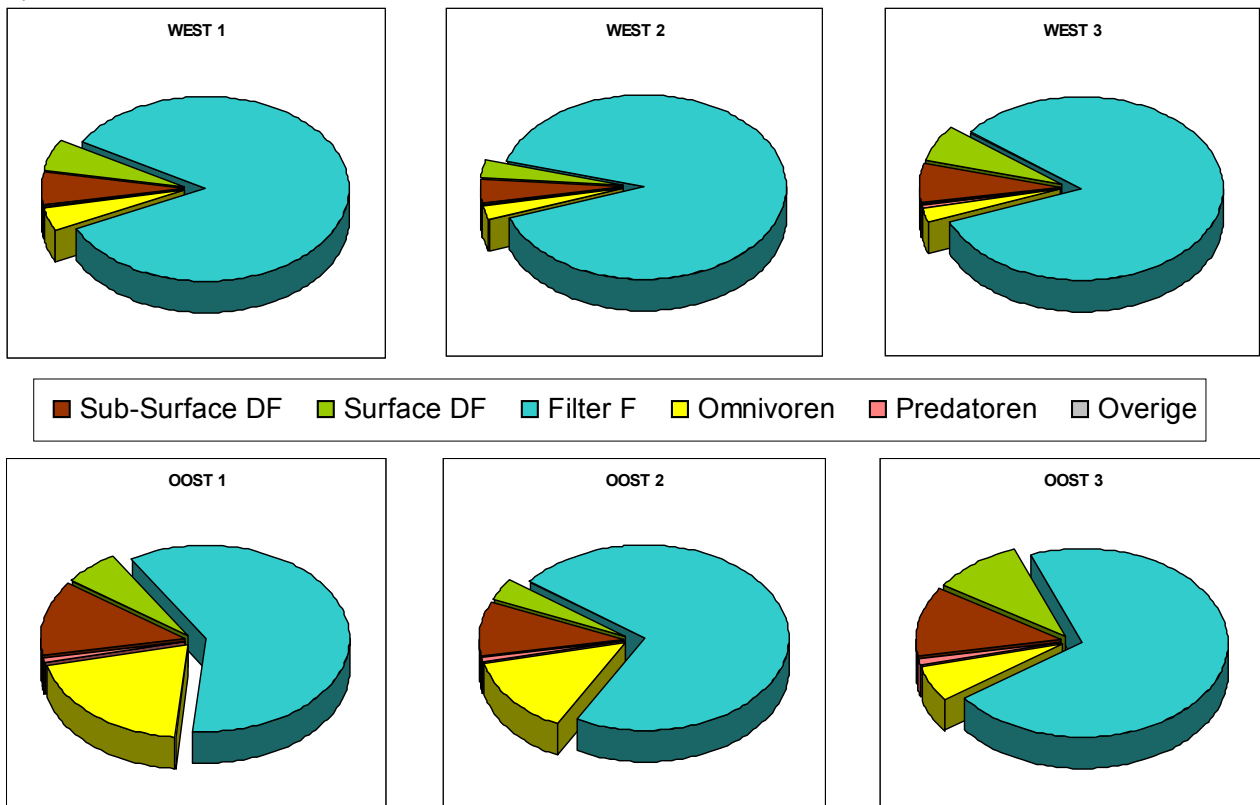 WEST 1 WEST 2 WEST 3
Sub-Surface DF Surface DF Filter F Omnivoren Predatoren Overige
OOST 1 OOST 2 OOST 3